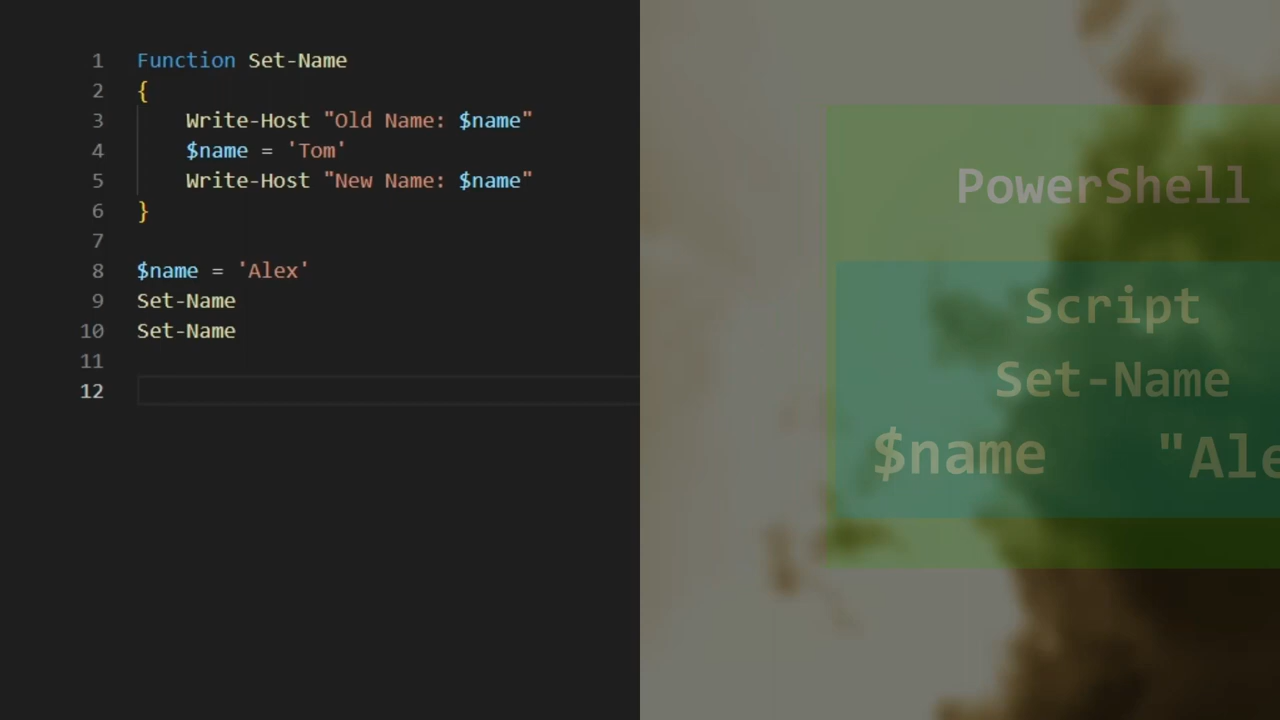 1 Function Set-Name
2 {
3 Write-Host "Old Name: $name"
4 $name = 'Tom'
5 Write-Host "New Name: $name"
6 }
7
8 $name = 'Alex'
9 Set-Name
10 Set-Name
11
12
PowerShell
Script
Set-Name
$name "Ale